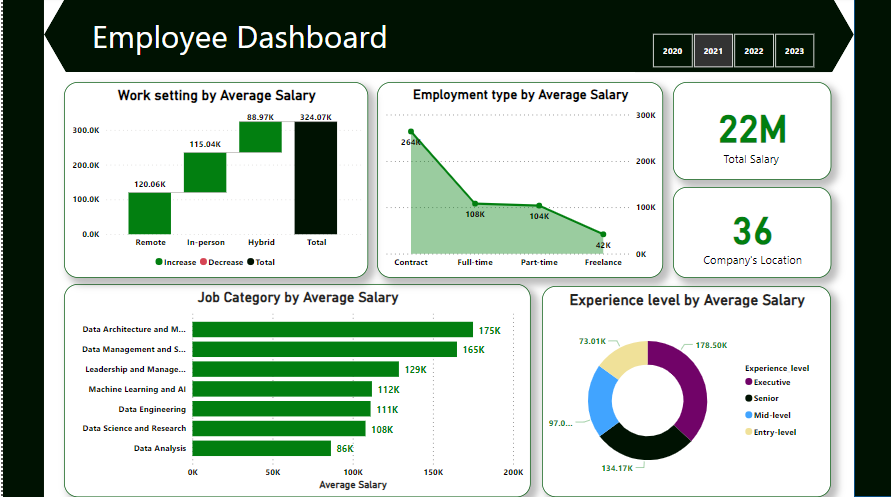 Employee Dashboard
2020 2021 2022 2023
Work setting by Average Salary
300.0K
200.0K
100.0K
0.0K
120.06K
115.04K
88.97K
324.07K
Remote In-person Hybrid Total
Increase Decrease Total
Employment type by Average Salary
300K
200K
100K
0K
264K
108K
104K
42K
Contract Full-time Part-time Freelance
22M
Total Salary
36
Company's Location
Job Category by Average Salary
Data Architecture and M... 175K
Data Management and S... 165K
Leadership and Manage... 129K
Machine Learning and AI 112K
Data Engineering 111K
Data Science and Research 108K
Data Analysis 86K
0K 50K 100K 150K 200K
Average Salary
Experience level by Average Salary
73.01K
178.50K
97.0...
134.17K
Experience level
Executive
Senior
Mid-level
Entry-level